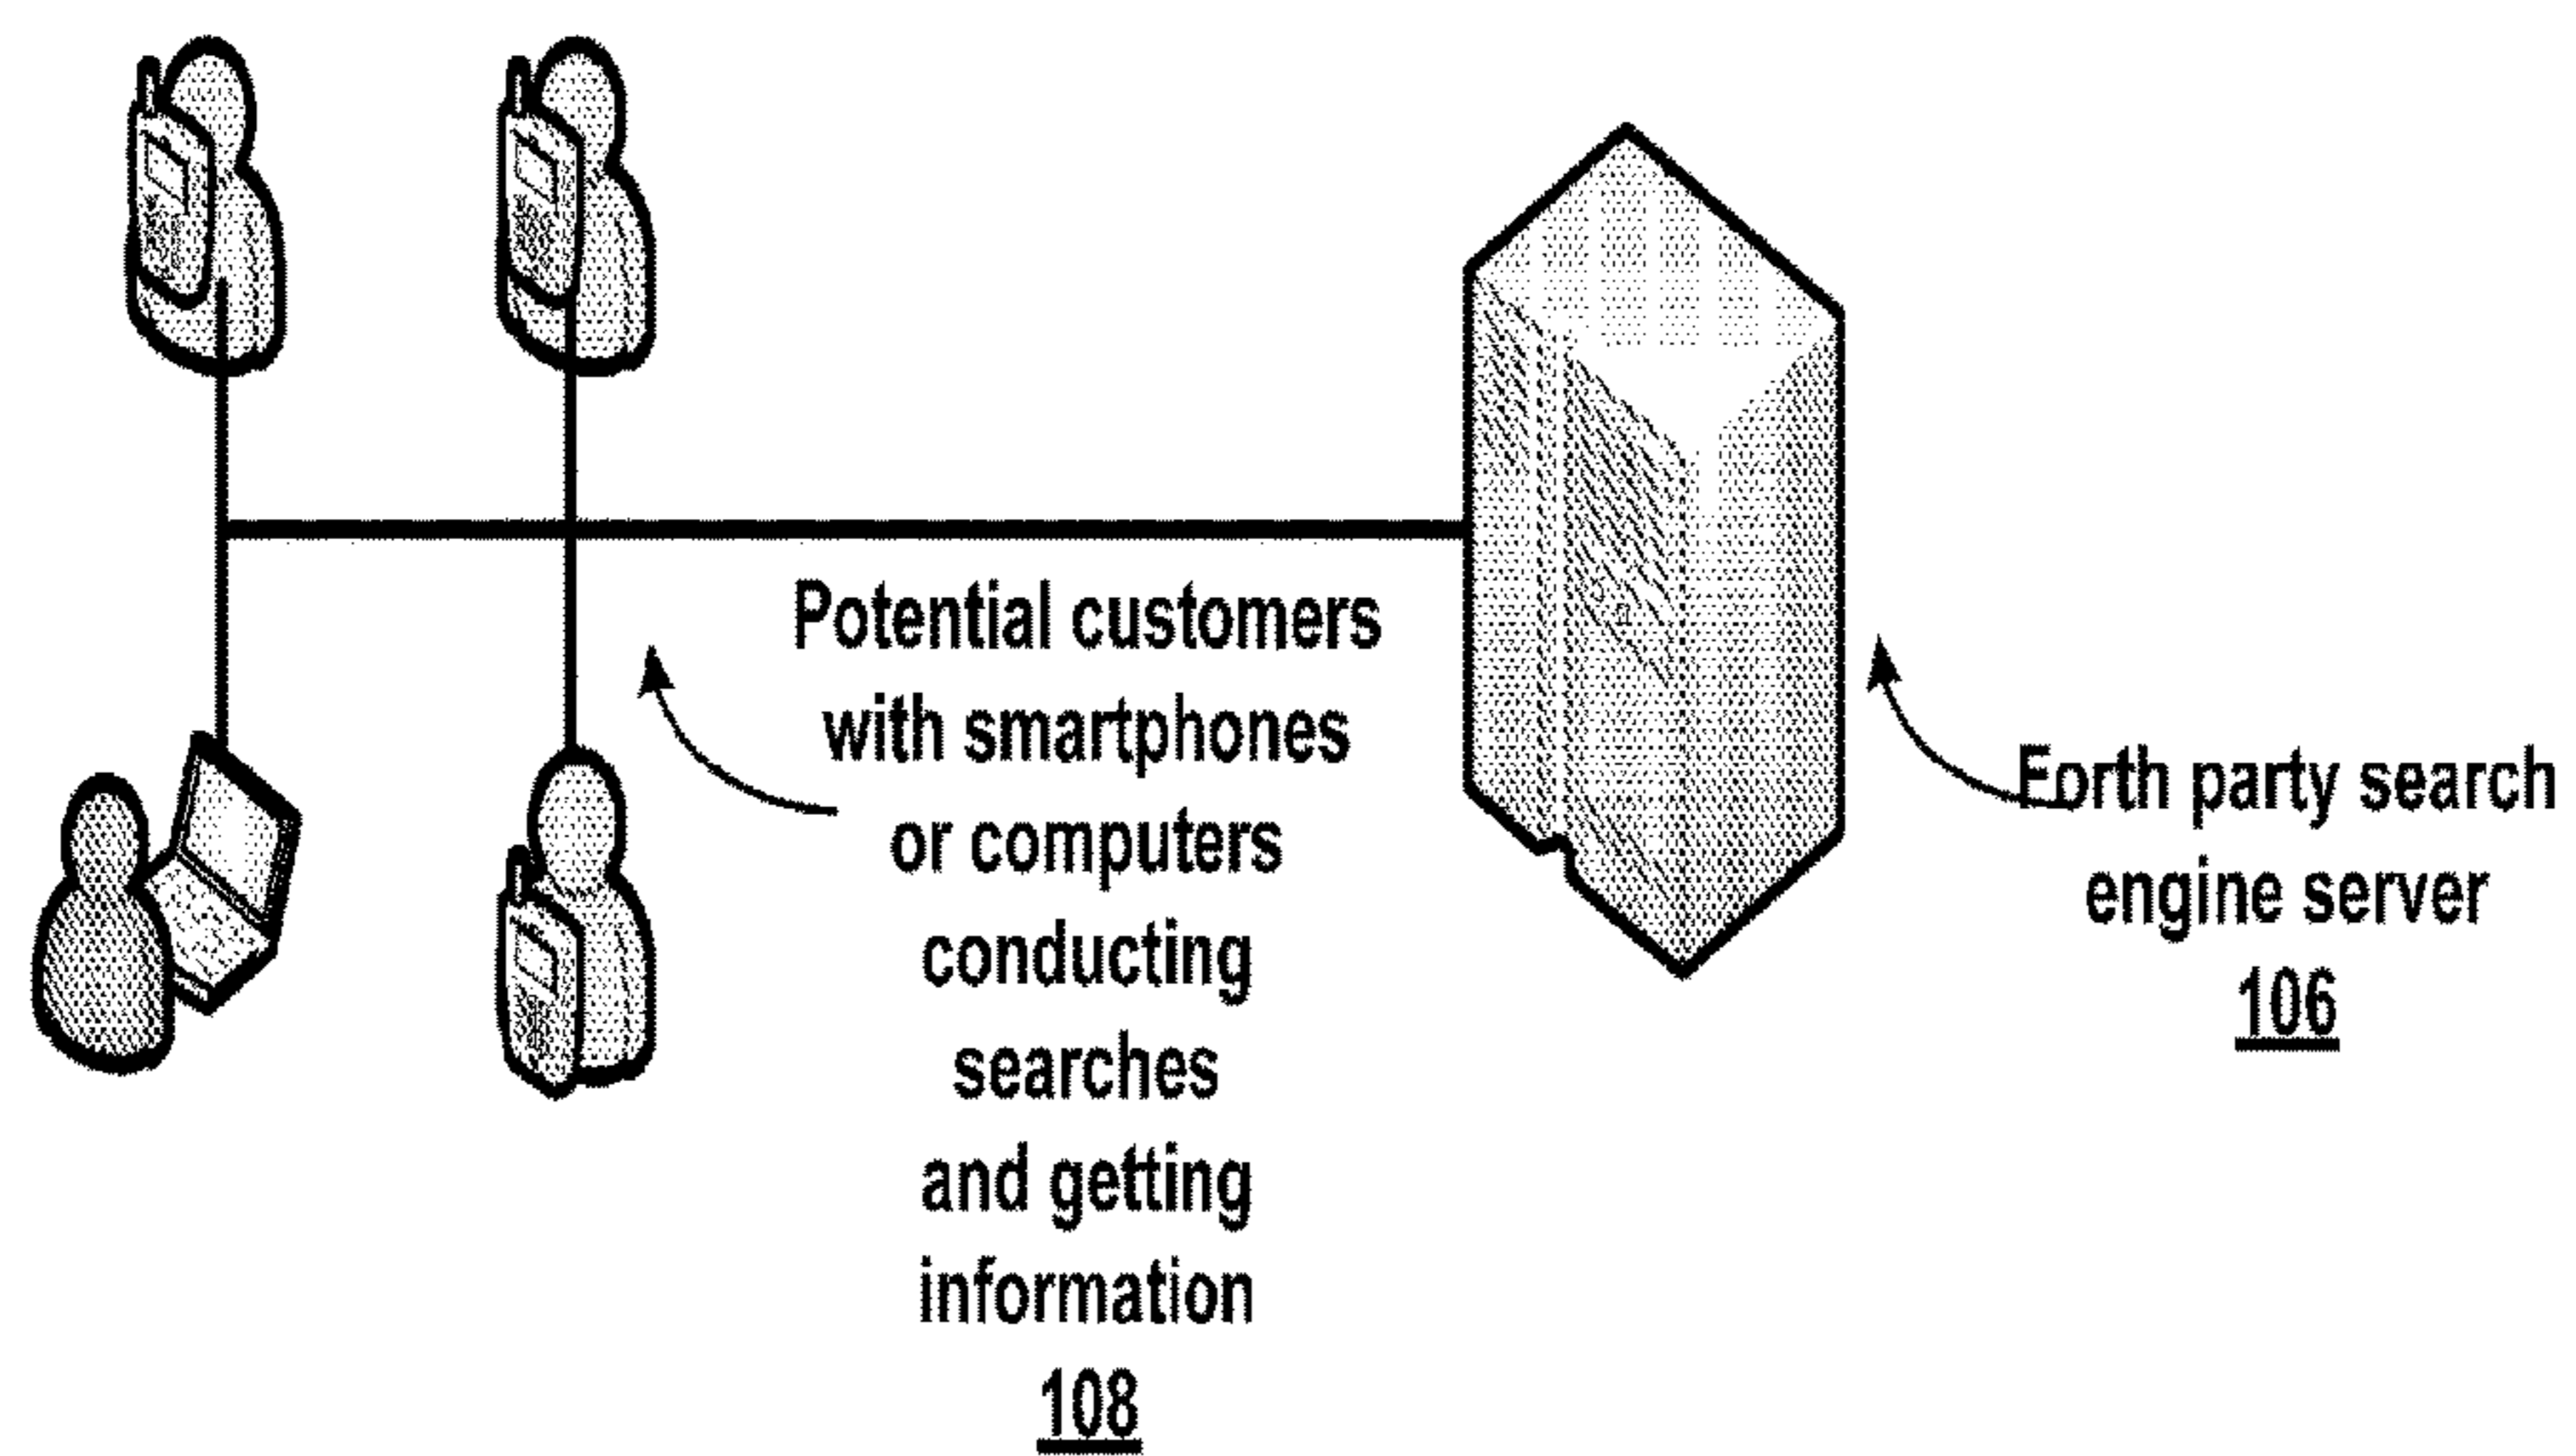 Potential customers
with smartphones
or computers
conducting
searches
and getting
information
108
Forth party search
engine server
106